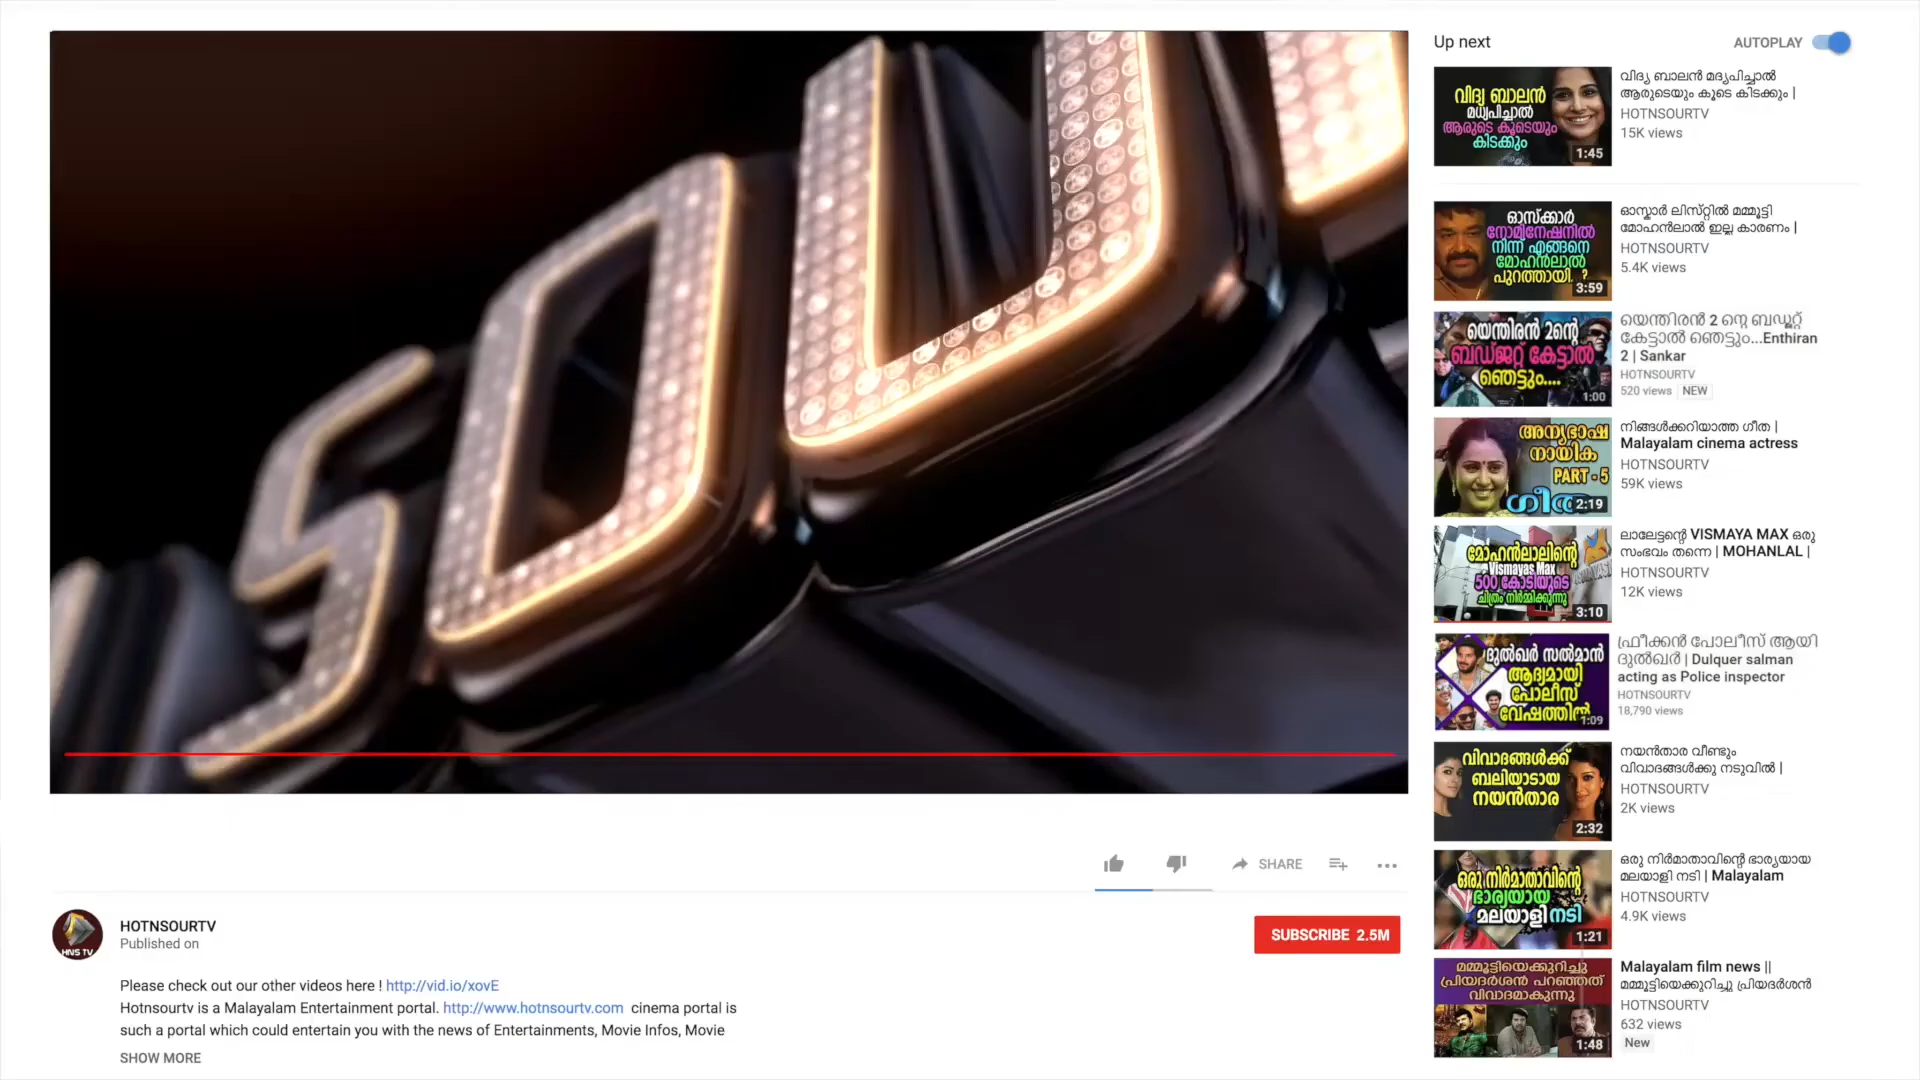 SOU
Up next
AUTOPLAY
വിദ്യ ബാലൻ
മധ്യപിച്ചാൽ
ആരുടെ കൂടെയും
കിടക്കും
1:45
വിദ്യ ബാലൻ മദ്യപിച്ചാൽ
ആരുടെയും കൂടെ കിടക്കും |
HOTNSOURTV
15K views
ഓസ്ക്കാർ
നോമിനേഷനിൽ
നിന്ന് എങ്ങനെ
മോഹൻലാൽ
പുറത്തായി. ?
3:59
ഓസ്കാർ ലിസ്റ്റിൽ മമ്മൂട്ടി
മോഹൻലാൽ ഇല്ല കാരണം |
HOTNSOURTV
5.4K views
യെന്തിരൻ 2ന്റെ
ബഡ്ജറ്റ് കേട്ടാൽ
ഞെട്ടും....
1:00
യെന്തിരൻ 2 ന്റെ ബഡ്ജറ്റ്
കേട്ടാൽ ഞെട്ടും...Enthiran
2 | Sankar
HOTNSOURTV
520 views NEW
അന്യഭാഷ
നായിക
PART - 5
ഗീത
2:19
നിങ്ങൾക്കറിയാത്ത ഗീത |
Malayalam cinema actress
HOTNSOURTV
59K views
മോഹൻലാലിന്റെ
Vismayas Max
500 കോടിയുടെ
ചിത്രം നിർമ്മിക്കുന്നു
3:10
ലാലേട്ടന്റെ VISMAYA MAX ഒരു
സംഭവം തന്നെ | MOHANLAL |
HOTNSOURTV
12K views
ദുൽഖർ സൽമാൻ
ആദ്യമായി
പോലീസ്
വേഷത്തിൽ
1:09
ഫ്രീക്കൻ പോലീസ് ആയി
ദുൽഖർ | Dulquer salman
acting as Police inspector
HOTNSOURTV
18,790 views
വിവാദങ്ങൾക്ക്
ബലിയാടായ
നയൻതാര
2:32
നയൻതാര വീണ്ടും
വിവാദങ്ങൾക്കു നടുവിൽ |
HOTNSOURTV
2K views
ഒരു നിർമാതാവിന്റെ
ഭാര്യയായ
മലയാളി നടി
1:21
ഒരു നിർമാതാവിന്റെ ഭാര്യയായ
മലയാളി നടി | Malayalam
HOTNSOURTV
4.9K views
മമ്മൂട്ടിയെക്കുറിച്ചു
പ്രിയദർശൻ പറഞ്ഞത്
വിവാദമാകുന്നു
1:48
Malayalam film news ||
മമ്മൂട്ടിയെക്കുറിച്ചു പ്രിയദർശൻ
HOTNSOURTV
632 views
New
SHARE
HNS TV
HOTNSOURTV
Published on
SUBSCRIBE 2.5M
Please check out our other videos here ! http://vid.io/xovE
Hotnsourtv is a Malayalam Entertainment portal. http://www.hotnsourtv.com cinema portal is
such a portal which could entertain you with the news of Entertainments, Movie Infos, Movie
SHOW MORE